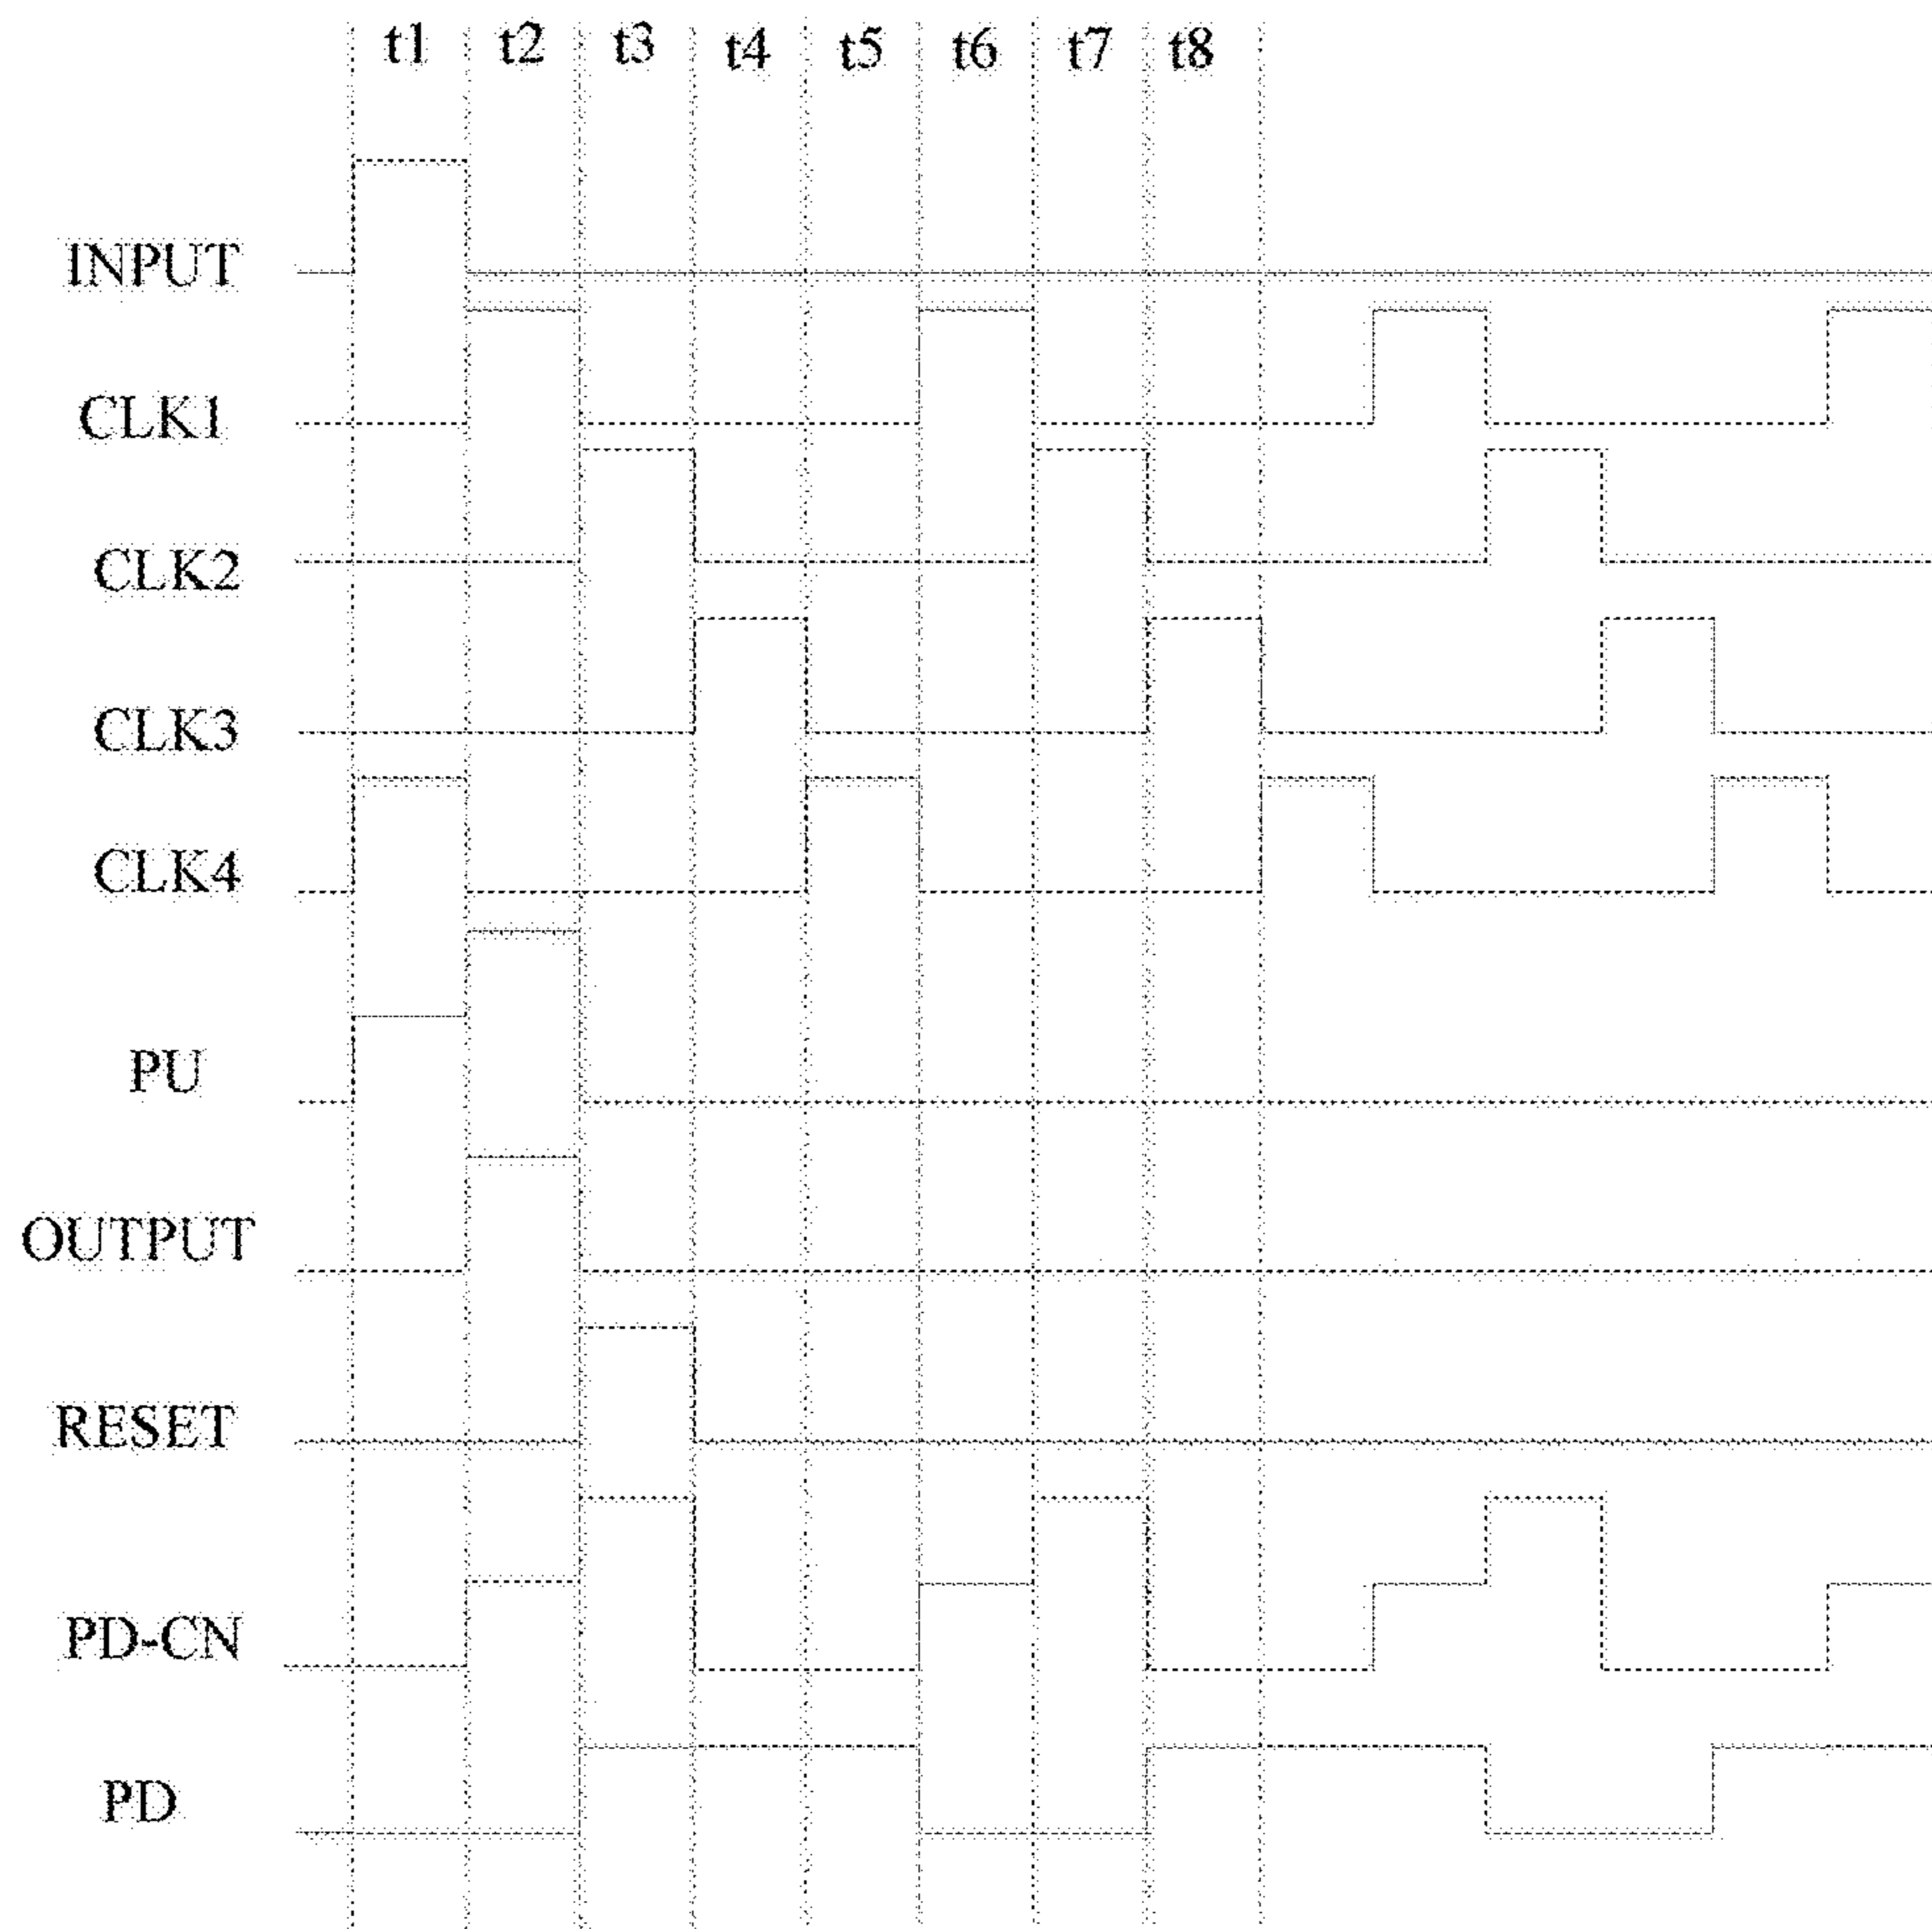 t1 t2 t3 t4 t5 t6 t7 t8
INPUT
CLK1
CLK2
CLK3
CLK4
PU
OUTPUT
RESET
PD-CN
PD